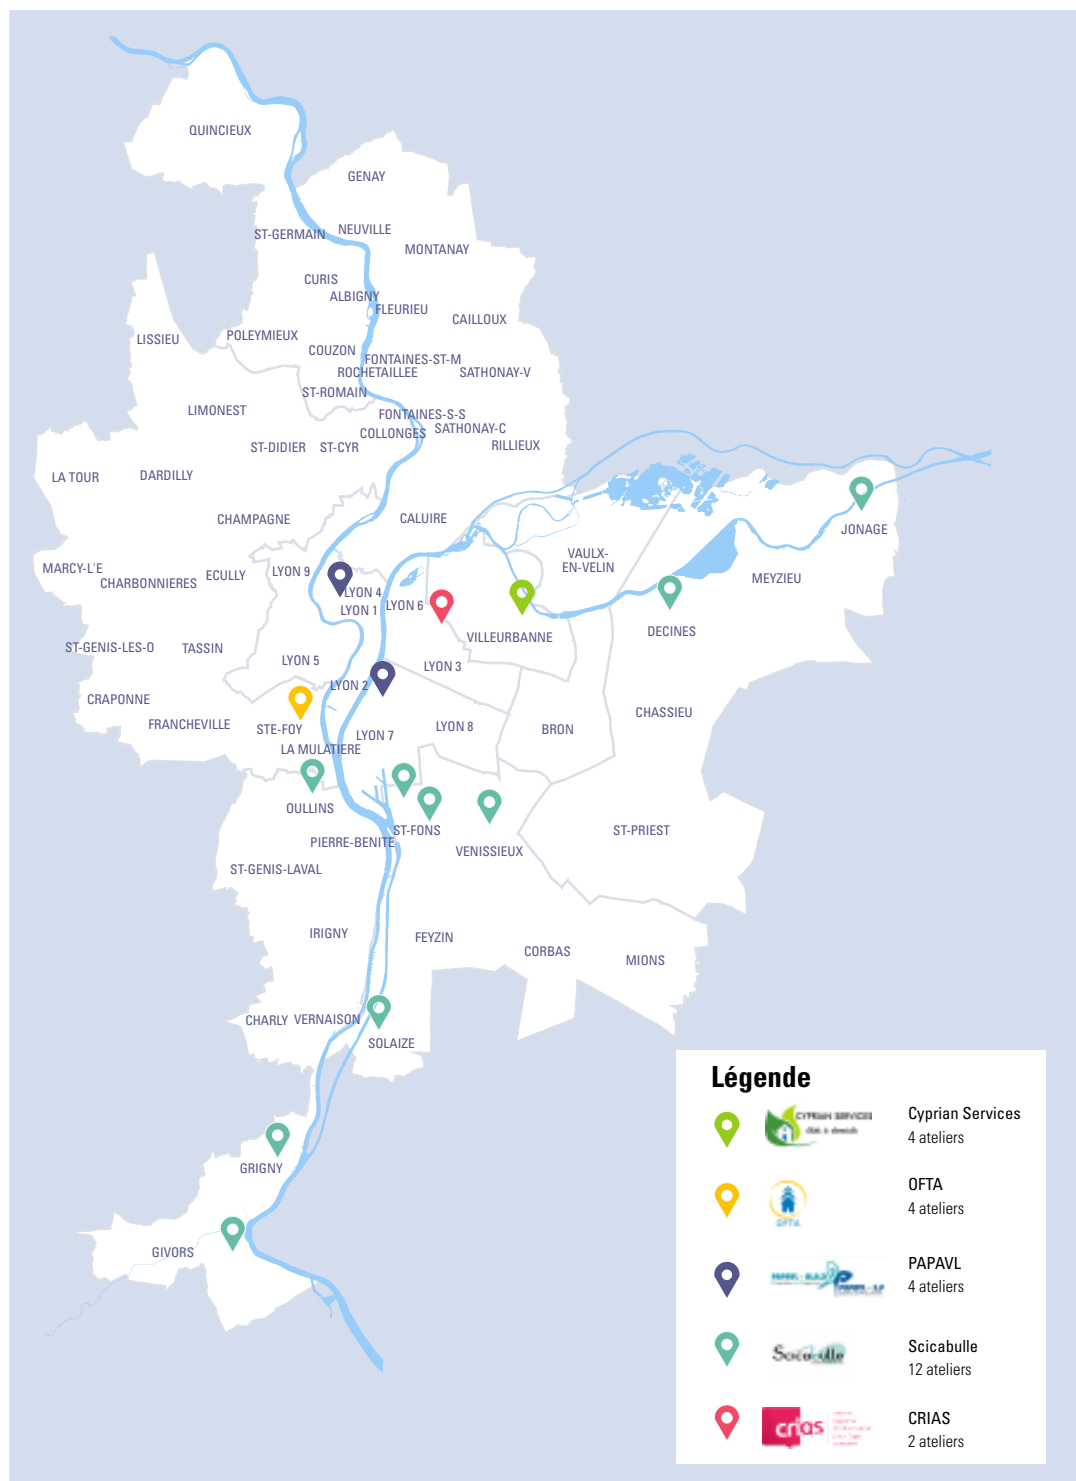 QUINCIEUX
GENAY
ST-GERMAIN
NEUVILLE
MONTANAY
CURIS
ALBIGNY
FLEURIEU
CAILLOUX
LISSIEU
POLEYMIEUX
COUZON
FONTAINES-ST-M
ROCHETAILLEE
SATHONAY-V
ST-ROMAIN
LIMONEST
FONTAINES-S-S
COLLONGES
SATHONAY-C
ST-DIDIER
ST-CYR
RILLIEUX
LA TOUR
DARDILLY
CHAMPAGNE
CALUIRE
JONAGE
VAULX-
EN-VELIN
MARCY-L'E
CHARBONNIERES
ECULLY
LYON 9
MEYZIEU
LYON 4
LYON 1
LYON 6
VILLEURBANNE
DECINES
ST-GENIS-LES-O
TASSIN
LYON 5
LYON 3
LYON 2
CRAPONNE
CHASSIEU
FRANCHEVILLE
STE-FOY
LYON 7
LYON 8
BRON
LA MULATIERE
OULLINS
ST-FONS
ST-PRIEST
PIERRE-BENITE
VENISSIEUX
ST-GENIS-LAVAL
IRIGNY
FEYZIN
CORBAS
MIONS
CHARLY
VERNAISON
SOLAIZE
GRIGNY
GIVORS
Légende
CYPRIAN SERVICES
Cyprian Services
4 ateliers
OFTA
OFTA
4 ateliers
PAPAVL
4 ateliers
Socabulle
Scicabulle
12 ateliers
crias
CRIAS
2 ateliers